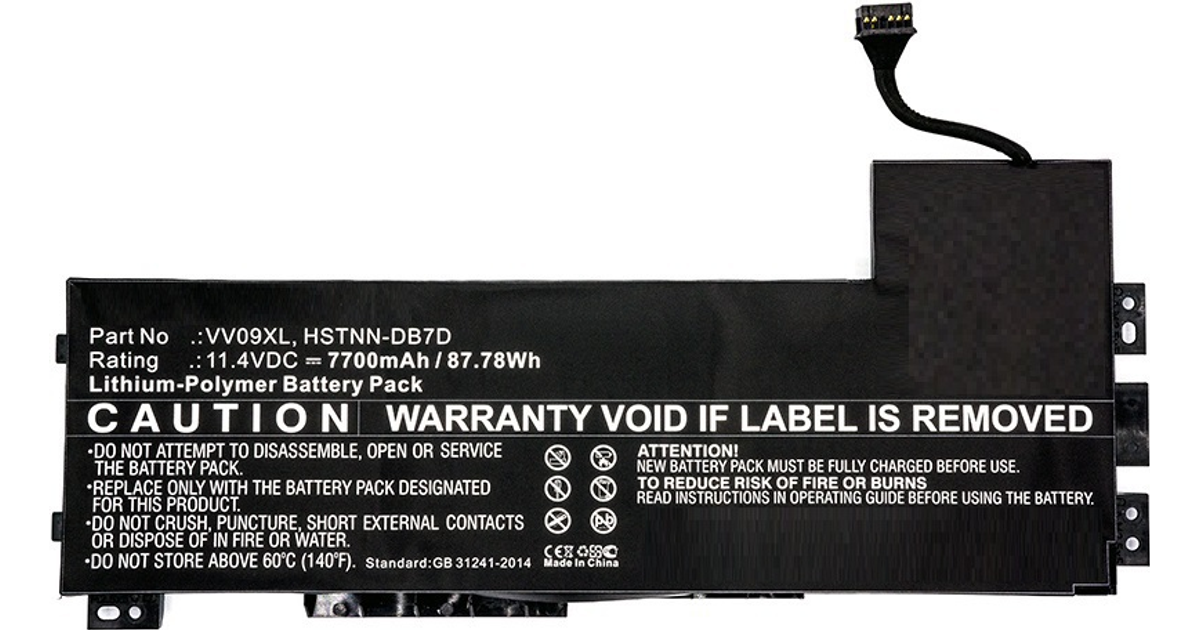 Part No .:VV09XL, HSTNN-DB7D
Rating .:11.4VDC ⎓ 7700mAh / 87.78Wh
Lithium-Polymer Battery Pack
CAUTION WARRANTY VOID IF LABEL IS REMOVED
•DO NOT ATTEMPT TO DISASSEMBLE, OPEN OR SERVICE
THE BATTERY PACK.
•REPLACE ONLY WITH THE BATTERY PACK DESIGNATED
FOR THIS PRODUCT.
•DO NOT CRUSH, PUNCTURE, SHORT EXTERNAL CONTACTS
OR DISPOSE OF IN FIRE OR WATER.
•DO NOT STORE ABOVE 60°C (140°F). Standard:GB 31241-2014
Pb
CE
Made In China
ATTENTION!
NEW BATTERY PACK MUST BE FULLY CHARGED BEFORE USE.
TO REDUCE RISK OF FIRE OR BURNS
READ INSTRUCTIONS IN OPERATING GUIDE BEFORE USING THE BATTERY.